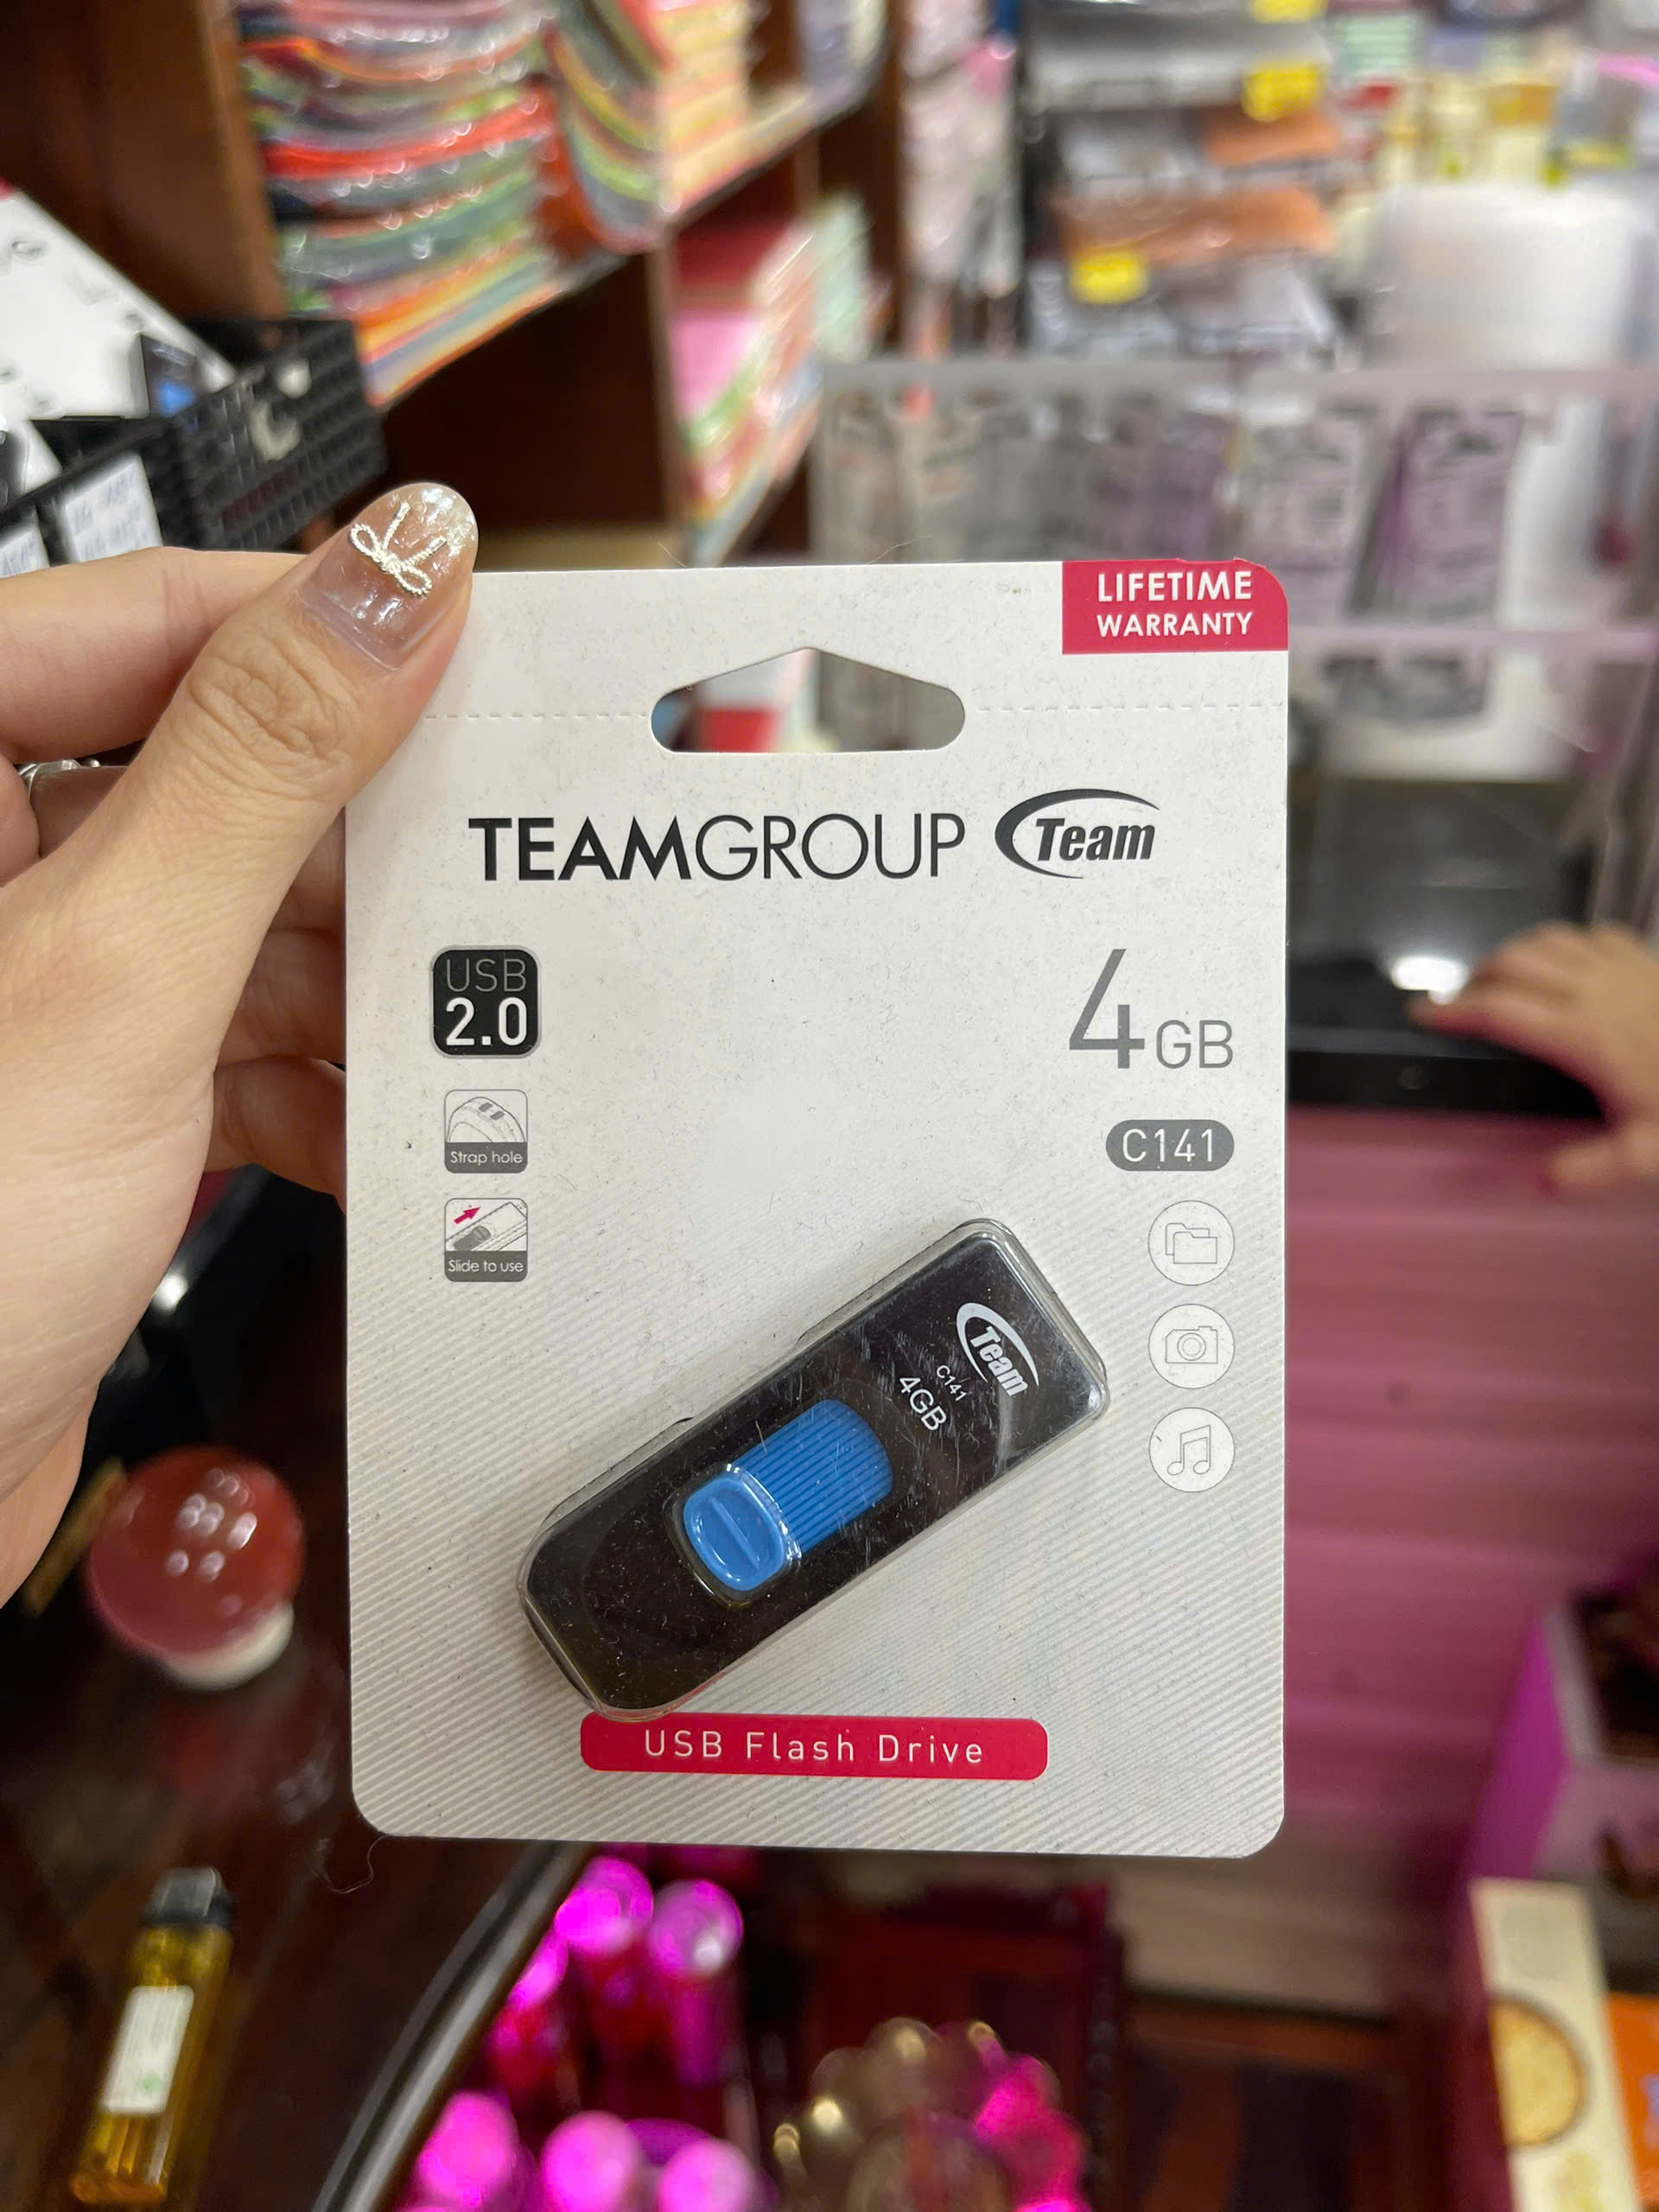 LIFETIME
WARRANTY
TEAMGROUP Team
USB
2.0
4GB
Strap hole
C141
Slide to use
Team
C141
4GB
USB Flash Drive